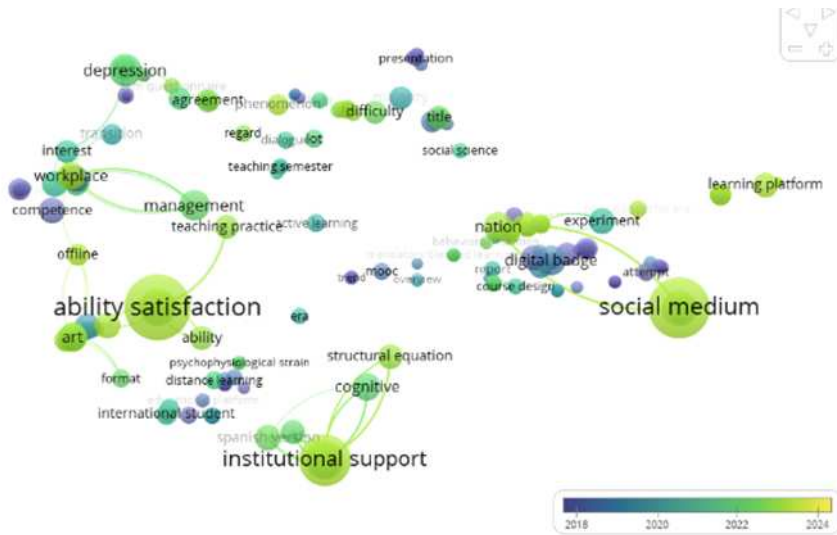 presentation
depression
questionnaire
agreement
phenomenon
difficulty
title
transition
regard
dialogue
lot
interest
social science
workplace
teaching semester
learning platform
competence
management
teaching practice
active learning
nation
experiment
offline
digital badge
trend
mooc
overview
report
attempt
course design
ability satisfaction
social medium
era
art
ability
structural equation
psychophysiological strain
format
distance learning
cognitive
international student
spanish version
institutional support
2018
2020
2022
2024